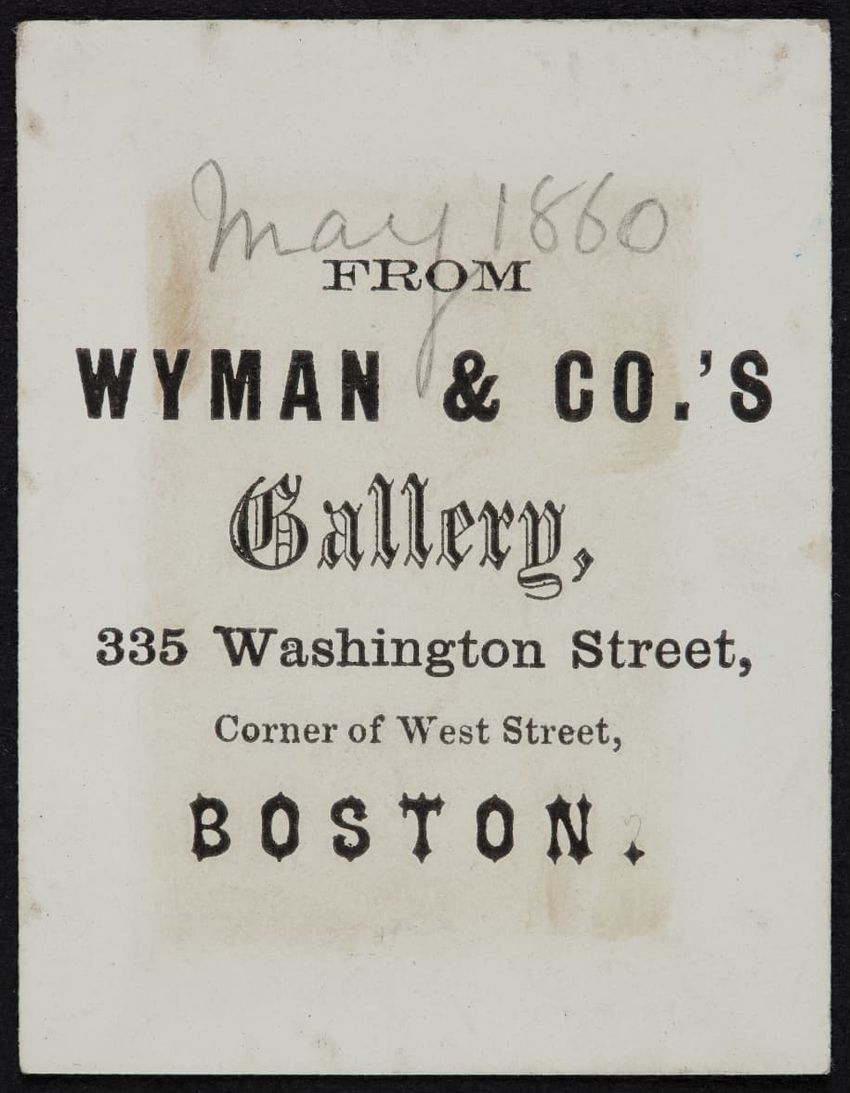 May 1860
FROM
WYMAN & CO.'S
Gallery,
335 Washington Street,
Corner of West Street,
BOSTON.